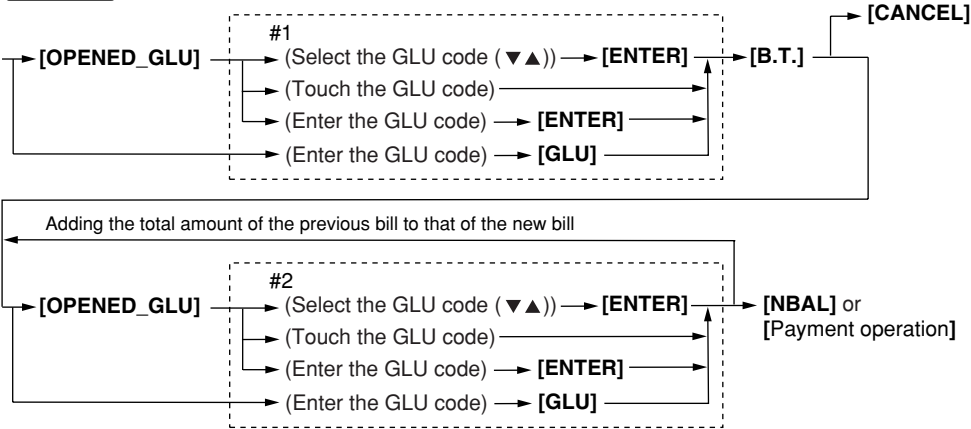 [CANCEL]
#1
[OPENED_GLU] (Select the GLU code (▼▲)) [ENTER] [B.T.]
(Touch the GLU code)
(Enter the GLU code) [ENTER]
(Enter the GLU code) [GLU]
Adding the total amount of the previous bill to that of the new bill
#2
[OPENED_GLU] (Select the GLU code (▼▲)) [ENTER] [NBAL] or
(Touch the GLU code) [Payment operation]
(Enter the GLU code) [ENTER]
(Enter the GLU code) [GLU]